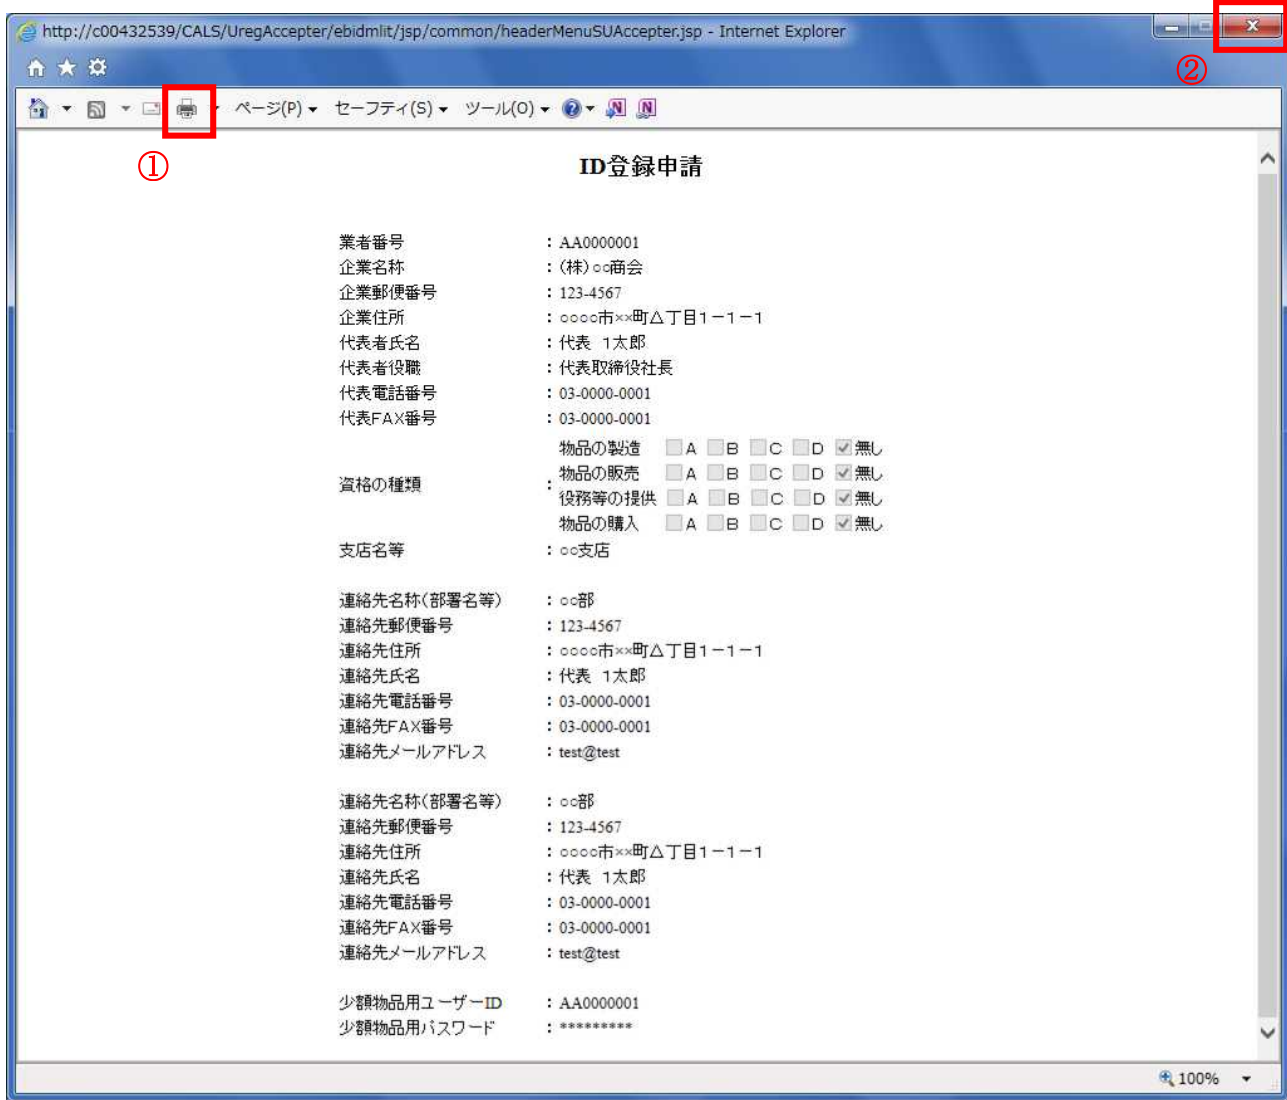 http://c00432539/CALS/UregAccepter/ebidmlit/jsp/common/headerMenuSUAccepter.jsp - Internet Explorer
②
ページ(P) セーフティ(S) ツール(O)
①
ID登録申請
業者番号 : AA0000001
企業名称 : (株)○○商会
企業郵便番号 : 123-4567
企業住所 : ○○○○市××町△丁目1-1-1
代表者氏名 : 代表 1太郎
代表者役職 : 代表取締役社長
代表電話番号 : 03-0000-0001
代表FAX番号 : 03-0000-0001
資格の種類 :
物品の製造 A B C D 無し
物品の販売 A B C D 無し
役務等の提供 A B C D 無し
物品の購入 A B C D 無し
支店名等 : ○○支店
連絡先名称(部署名等) : ○○部
連絡先郵便番号 : 123-4567
連絡先住所 : ○○○○市××町△丁目1-1-1
連絡先氏名 : 代表 1太郎
連絡先電話番号 : 03-0000-0001
連絡先FAX番号 : 03-0000-0001
連絡先メールアドレス : test@test
連絡先名称(部署名等) : ○○部
連絡先郵便番号 : 123-4567
連絡先住所 : ○○○○市××町△丁目1-1-1
連絡先氏名 : 代表 1太郎
連絡先電話番号 : 03-0000-0001
連絡先FAX番号 : 03-0000-0001
連絡先メールアドレス : test@test
少額物品用ユーザーID : AA0000001
少額物品用パスワード : *********
100%